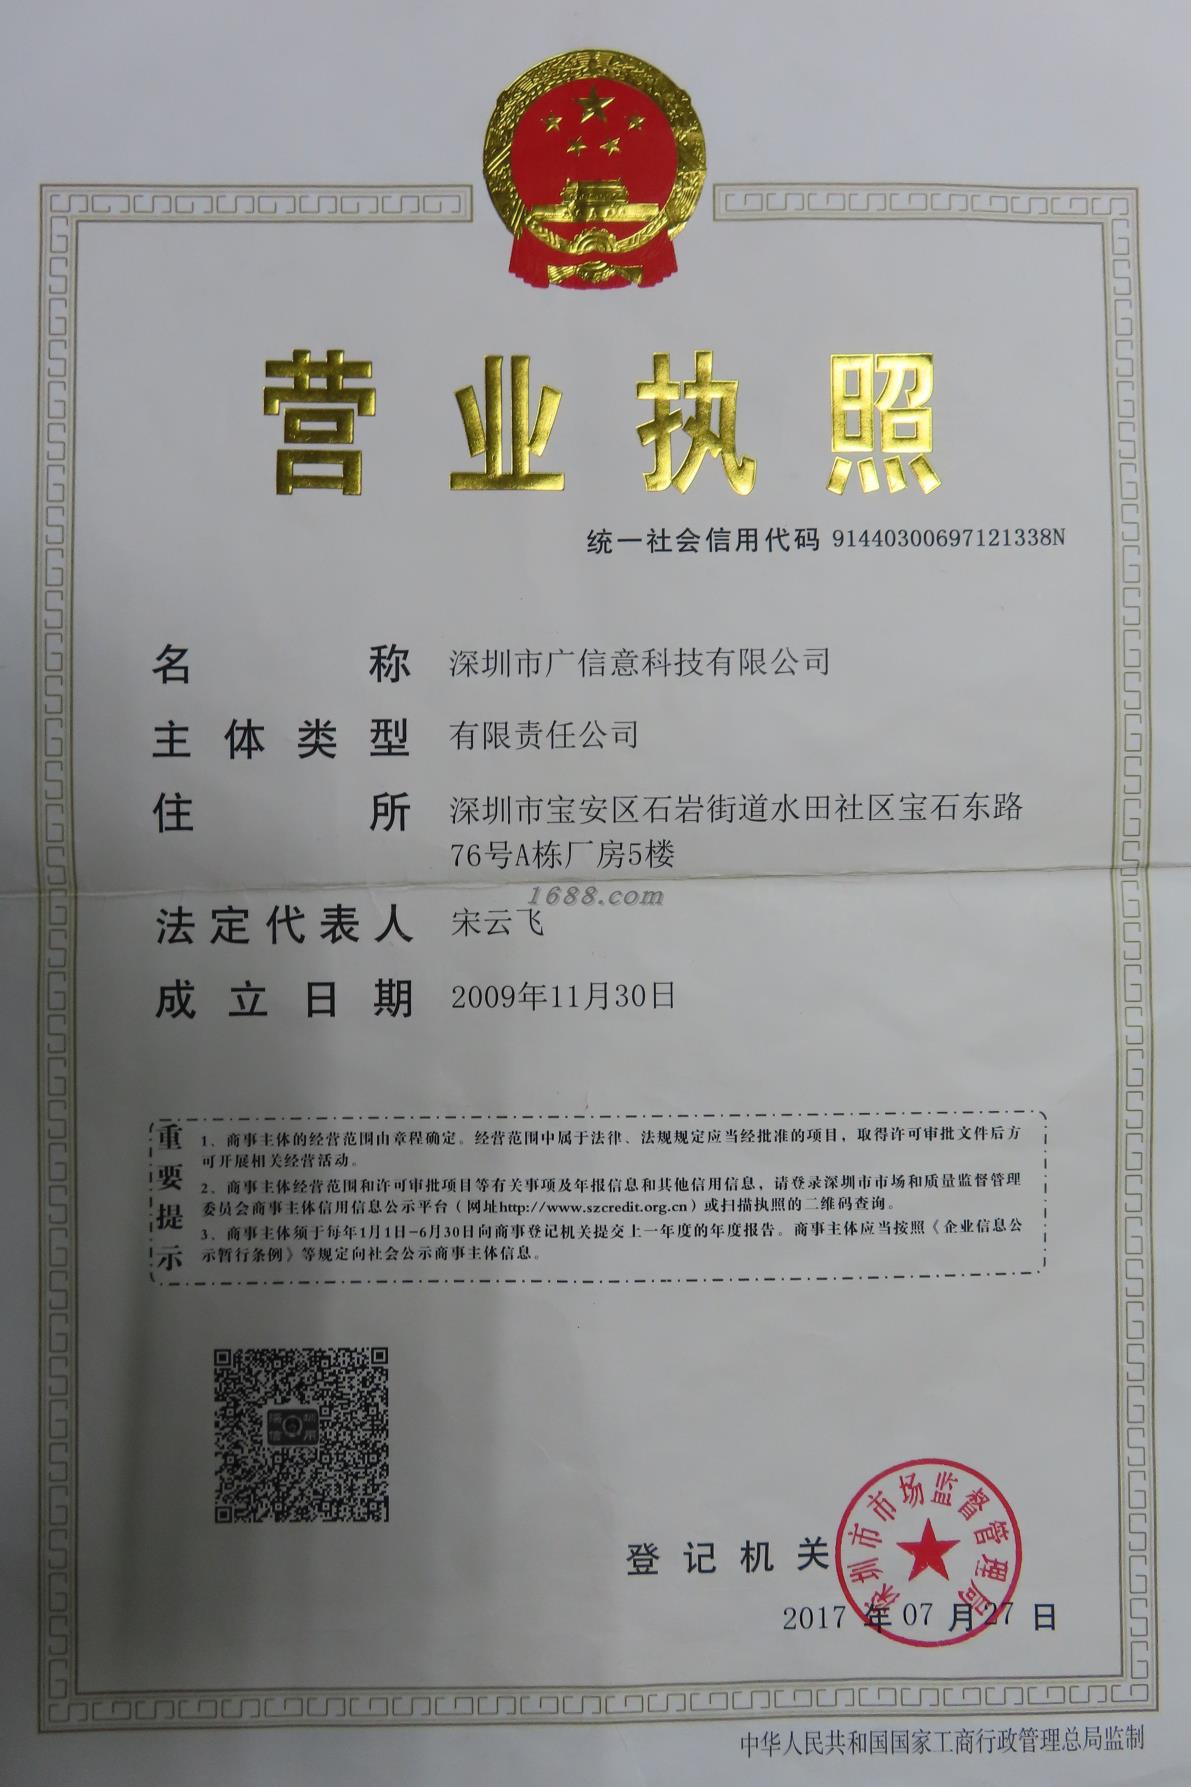 营业执照
统一社会信用代码 91440300697121338N
名称 深圳市广信意科技有限公司
主体类型 有限责任公司
住所 深圳市宝安区石岩街道水田社区宝石东路
76号A栋厂房5楼
1688.com
法定代表人 宋云飞
成立日期 2009年11月30日
重要提示
1、商事主体的经营范围由章程确定。经营范围中属于法律、法规规定应当经批准的项目，取得许可审批文件后方
可开展相关经营活动。
2、商事主体经营范围和许可审批项目等有关事项及年报信息和其他信用信息，请登录深圳市市场和质量监督管理
委员会商事主体信用信息公示平台（网址http://www.szcredit.org.cn）或扫描执照的二维码查询。
3、商事主体须于每年1月1日-6月30日向商事登记机关提交上一年度的年度报告。商事主体应当按照《企业信息公
示暂行条例》等规定向社会公示商事主体信息。
深圳
信用
登记机关
深圳市市场监督管理局
2017年07月27日
中华人民共和国国家工商行政管理总局监制